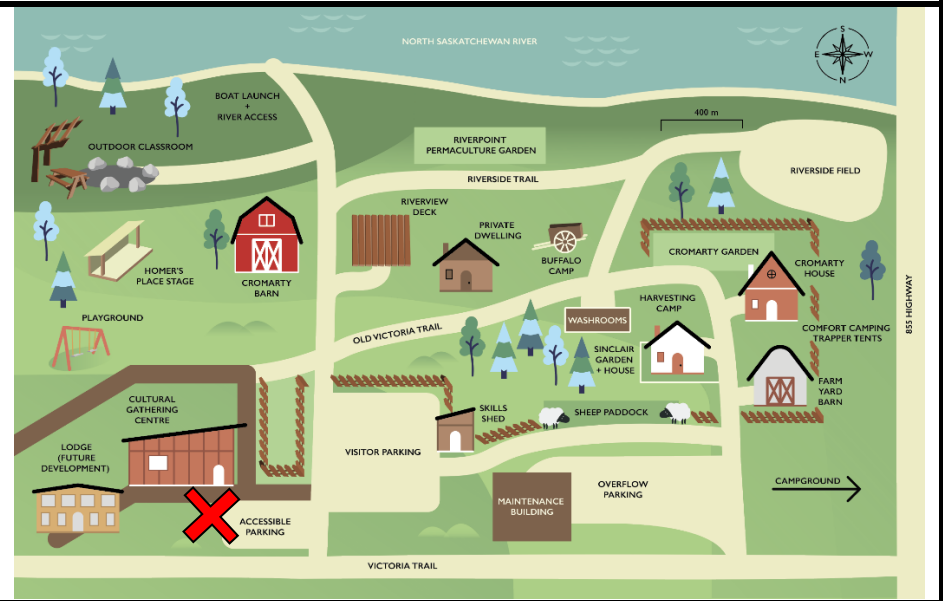 NORTH SASKATCHEWAN RIVER
S
E
W
N
BOAT LAUNCH
+
RIVER ACCESS
400 m
OUTDOOR CLASSROOM
RIVERPOINT
PERMACULTURE GARDEN
RIVERSIDE TRAIL
RIVERSIDE FIELD
RIVERVIEW
DECK
PRIVATE
DWELLING
BUFFALO
CAMP
CROMARTY GARDEN
CROMARTY
HOUSE
HOMER'S
PLACE STAGE
CROMARTY
BARN
855 HIGHWAY
HARVESTING
CAMP
PLAYGROUND
OLD VICTORIA TRAIL
WASHROOMS
COMFORT CAMPING
TRAPPER TENTS
SINCLAIR
GARDEN
+ HOUSE
FARM
YARD
BARN
CULTURAL
GATHERING
CENTRE
SKILLS
SHED
SHEEP PADDOCK
LODGE
(FUTURE
DEVELOPMENT)
VISITOR PARKING
OVERFLOW
PARKING
CAMPGROUND
MAINTENANCE
BUILDING
ACCESSIBLE
PARKING
VICTORIA TRAIL